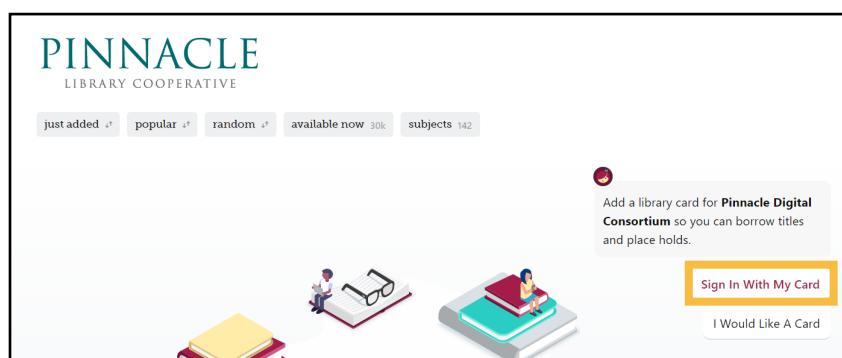 PINNACLE
LIBRARY COOPERATIVE
just added popular random available now 30k subjects 142
Add a library card for Pinnacle Digital
Consortium so you can borrow titles
and place holds.
Sign In With My Card
I Would Like A Card